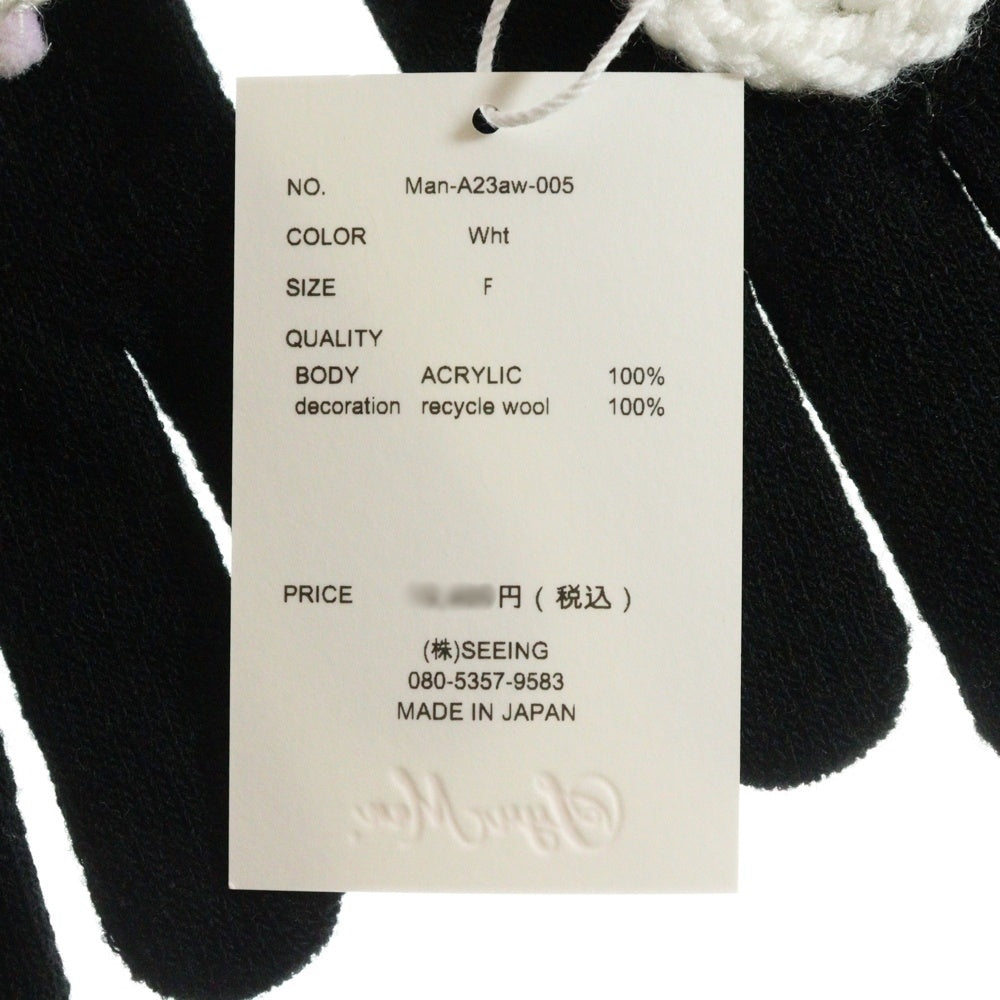 NO. Man-A23aw-005
COLOR Wht
SIZE F
QUALITY
BODY ACRYLIC 100%
decoration recycle wool 100%
PRICE 円 ( 税込 )
(株)SEEING
080-5357-9583
MADE IN JAPAN